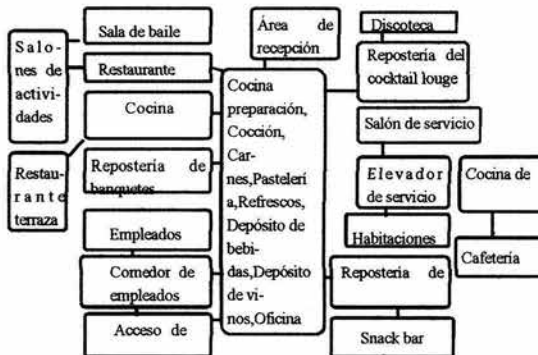 Salo-
nes de
activi-
dades
Sala de baile
Restaurante
Cocina
Restau-
rante
terraza
Repostería de
banquetes
Empleados
Comedor de
empleados
Acceso de
Área de
recepción
Cocina
preparación,
Cocción,
Car-
nes,Pastelerí
a,Refrescos,
Depósito de
bebi-
das,Depósito
de vi-
nos,Oficina
Discoteca
Repostería del
cocktail louge
Salón de servicio
Elevador
de servicio
Habitaciones
Cocina de
Cafetería
Repostería de
Snack bar